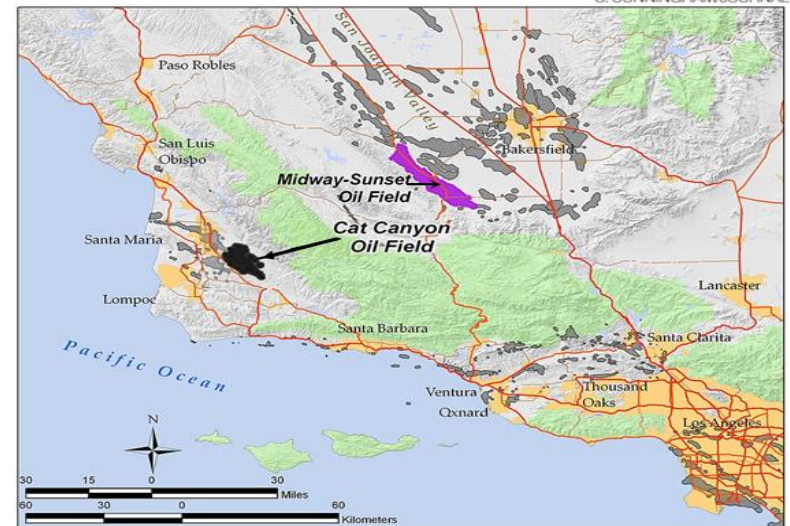 Paso Robles
San Joaquin Valley
San Luis
Obispo
Bakersfield
Midway-Sunset
Oil Field
Cat Canyon
Oil Field
Santa Maria
Lancaster
Lompoc
Santa Barbara
Santa Clarita
Pacific Ocean
Ventura
Thousand
Oaks
Qxnard
Los Angeles
N
30 15 0 30
Miles
60 30 0 60
Kilometers